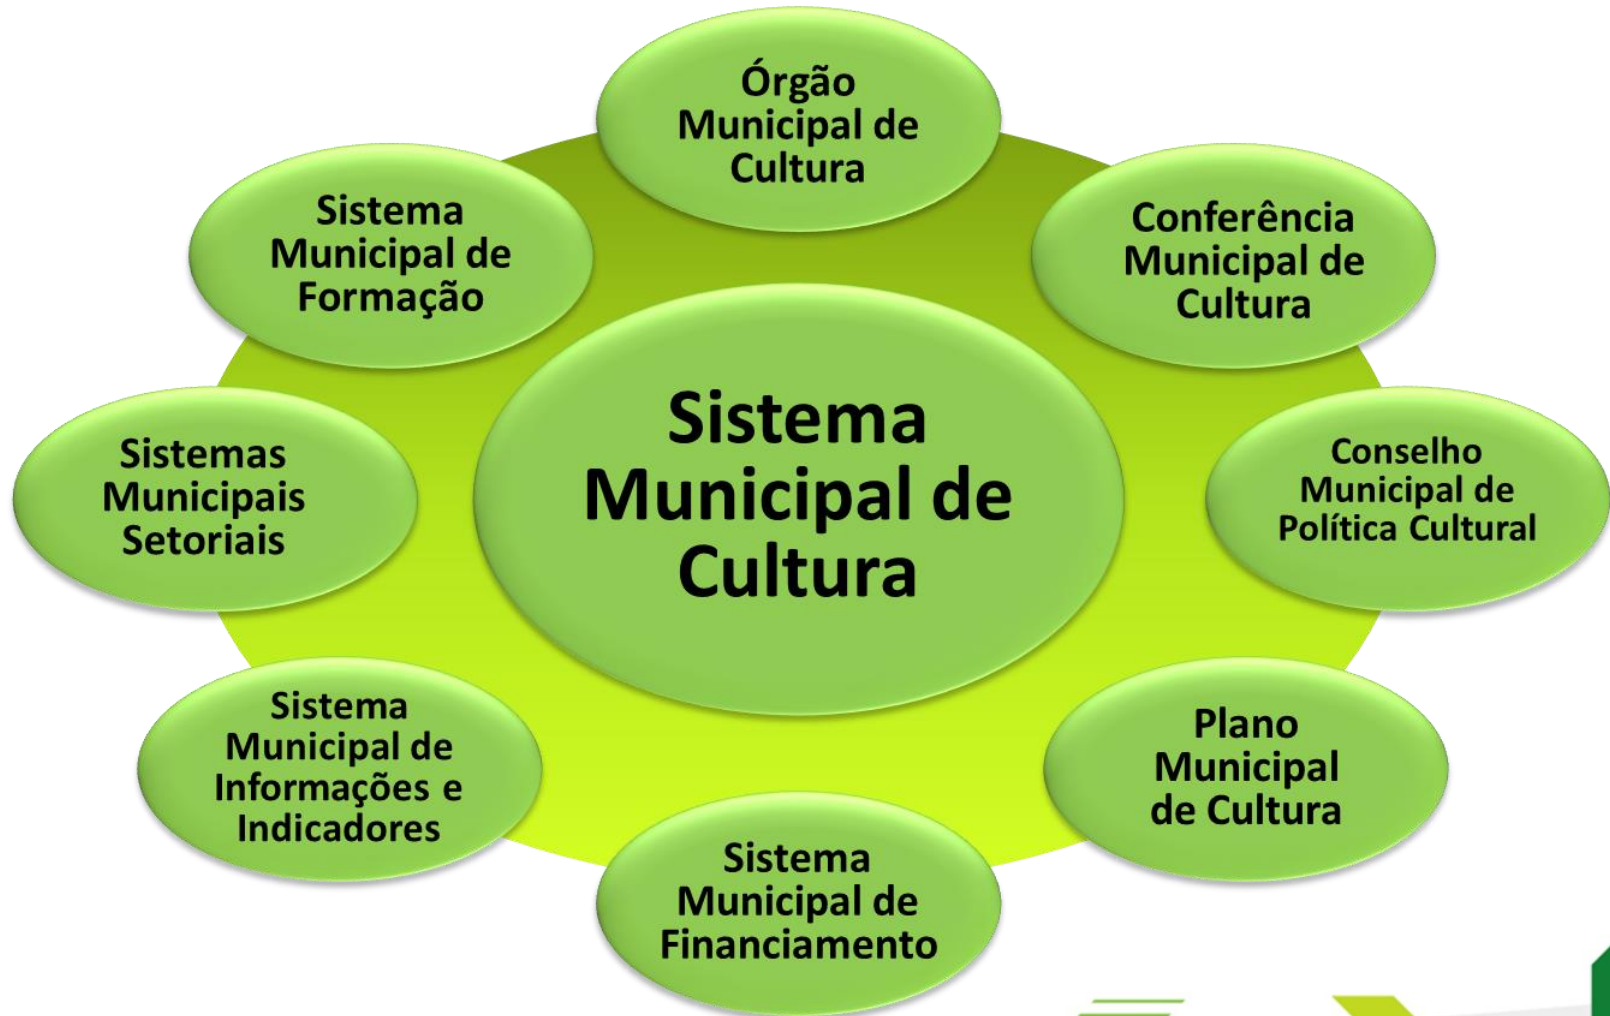 Órgão
Municipal de
Cultura
Conferência
Municipal de
Cultura
Conselho
Municipal de
Política Cultural
Plano
Municipal
de Cultura
Sistema
Municipal de
Financiamento
Sistema
Municipal de
Informações e
Indicadores
Sistemas
Municipais
Setoriais
Sistema
Municipal de
Formação
Sistema
Municipal de
Cultura